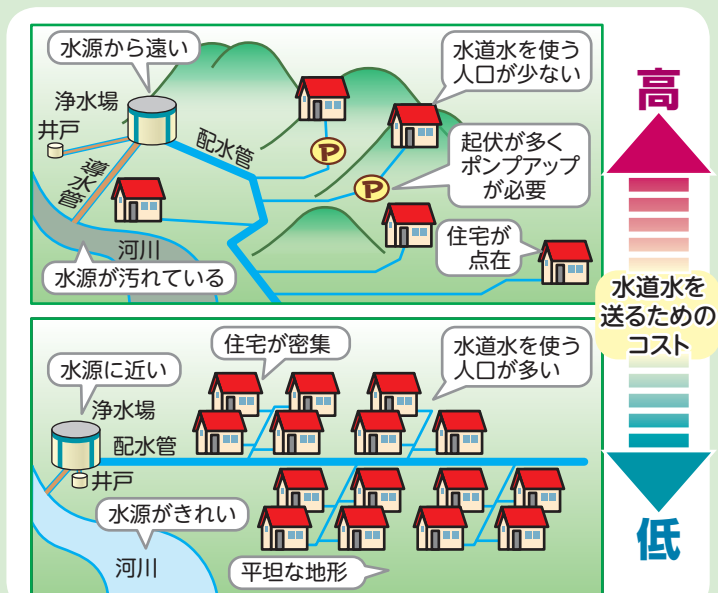 水源から遠い
浄水場
井戸
導水管
配水管
河川
水源が汚れている
水道水を使う
人口が少ない
P
起伏が多く
ポンプアップ
が必要
P
住宅が
点在
高
水道水を
送るための
コスト
低
水源に近い
浄水場
配水管
井戸
水源がきれい
河川
住宅が密集
水道水を使う
人口が多い
平坦な地形